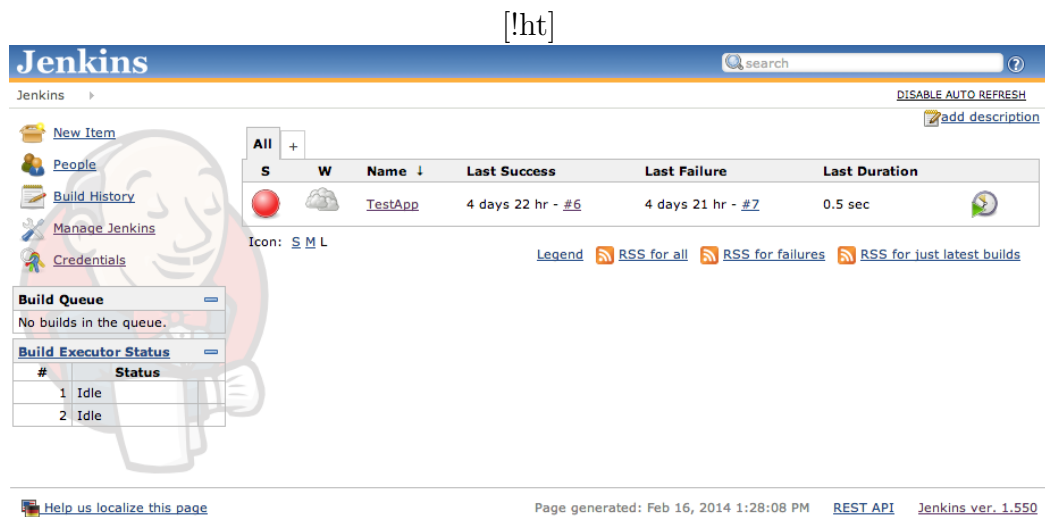 [!ht]
Jenkins
search
Jenkins
DISABLE AUTO REFRESH
add description
New Item
People
Build History
Manage Jenkins
Credentials
All +
S W Name ↓ Last Success Last Failure Last Duration
TestApp 4 days 22 hr - #6 4 days 21 hr - #7 0.5 sec
Icon: S M L
Legend RSS for all RSS for failures RSS for just latest builds
Build Queue
No builds in the queue.
Build Executor Status
# Status
1 Idle
2 Idle
Help us localize this page Page generated: Feb 16, 2014 1:28:08 PM REST API Jenkins ver. 1.550